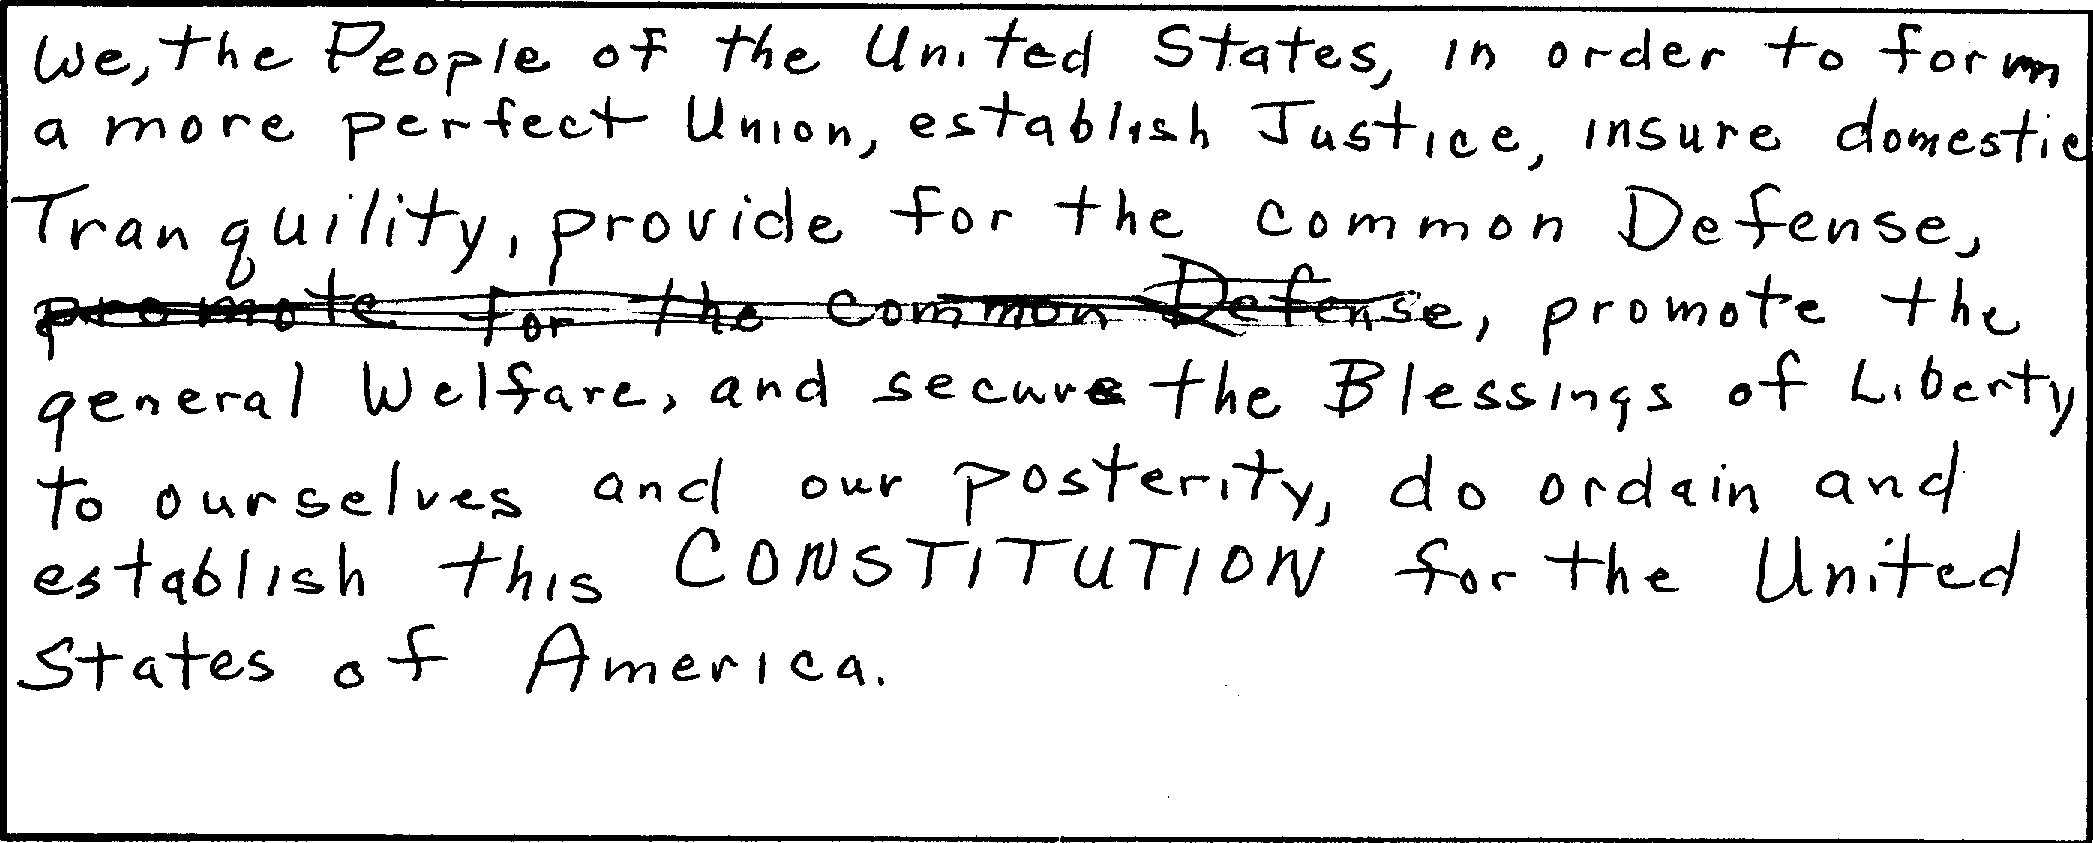 We, the People of the United States, in order to form
a more perfect Union, establish Justice, insure domestic
Tranquility, provide for the common Defense,
promote for the common Defense, promote the
general Welfare, and secure the Blessings of Liberty
to ourselves and our posterity, do ordain and
establish this CONSTITUTION for the United
States of America.